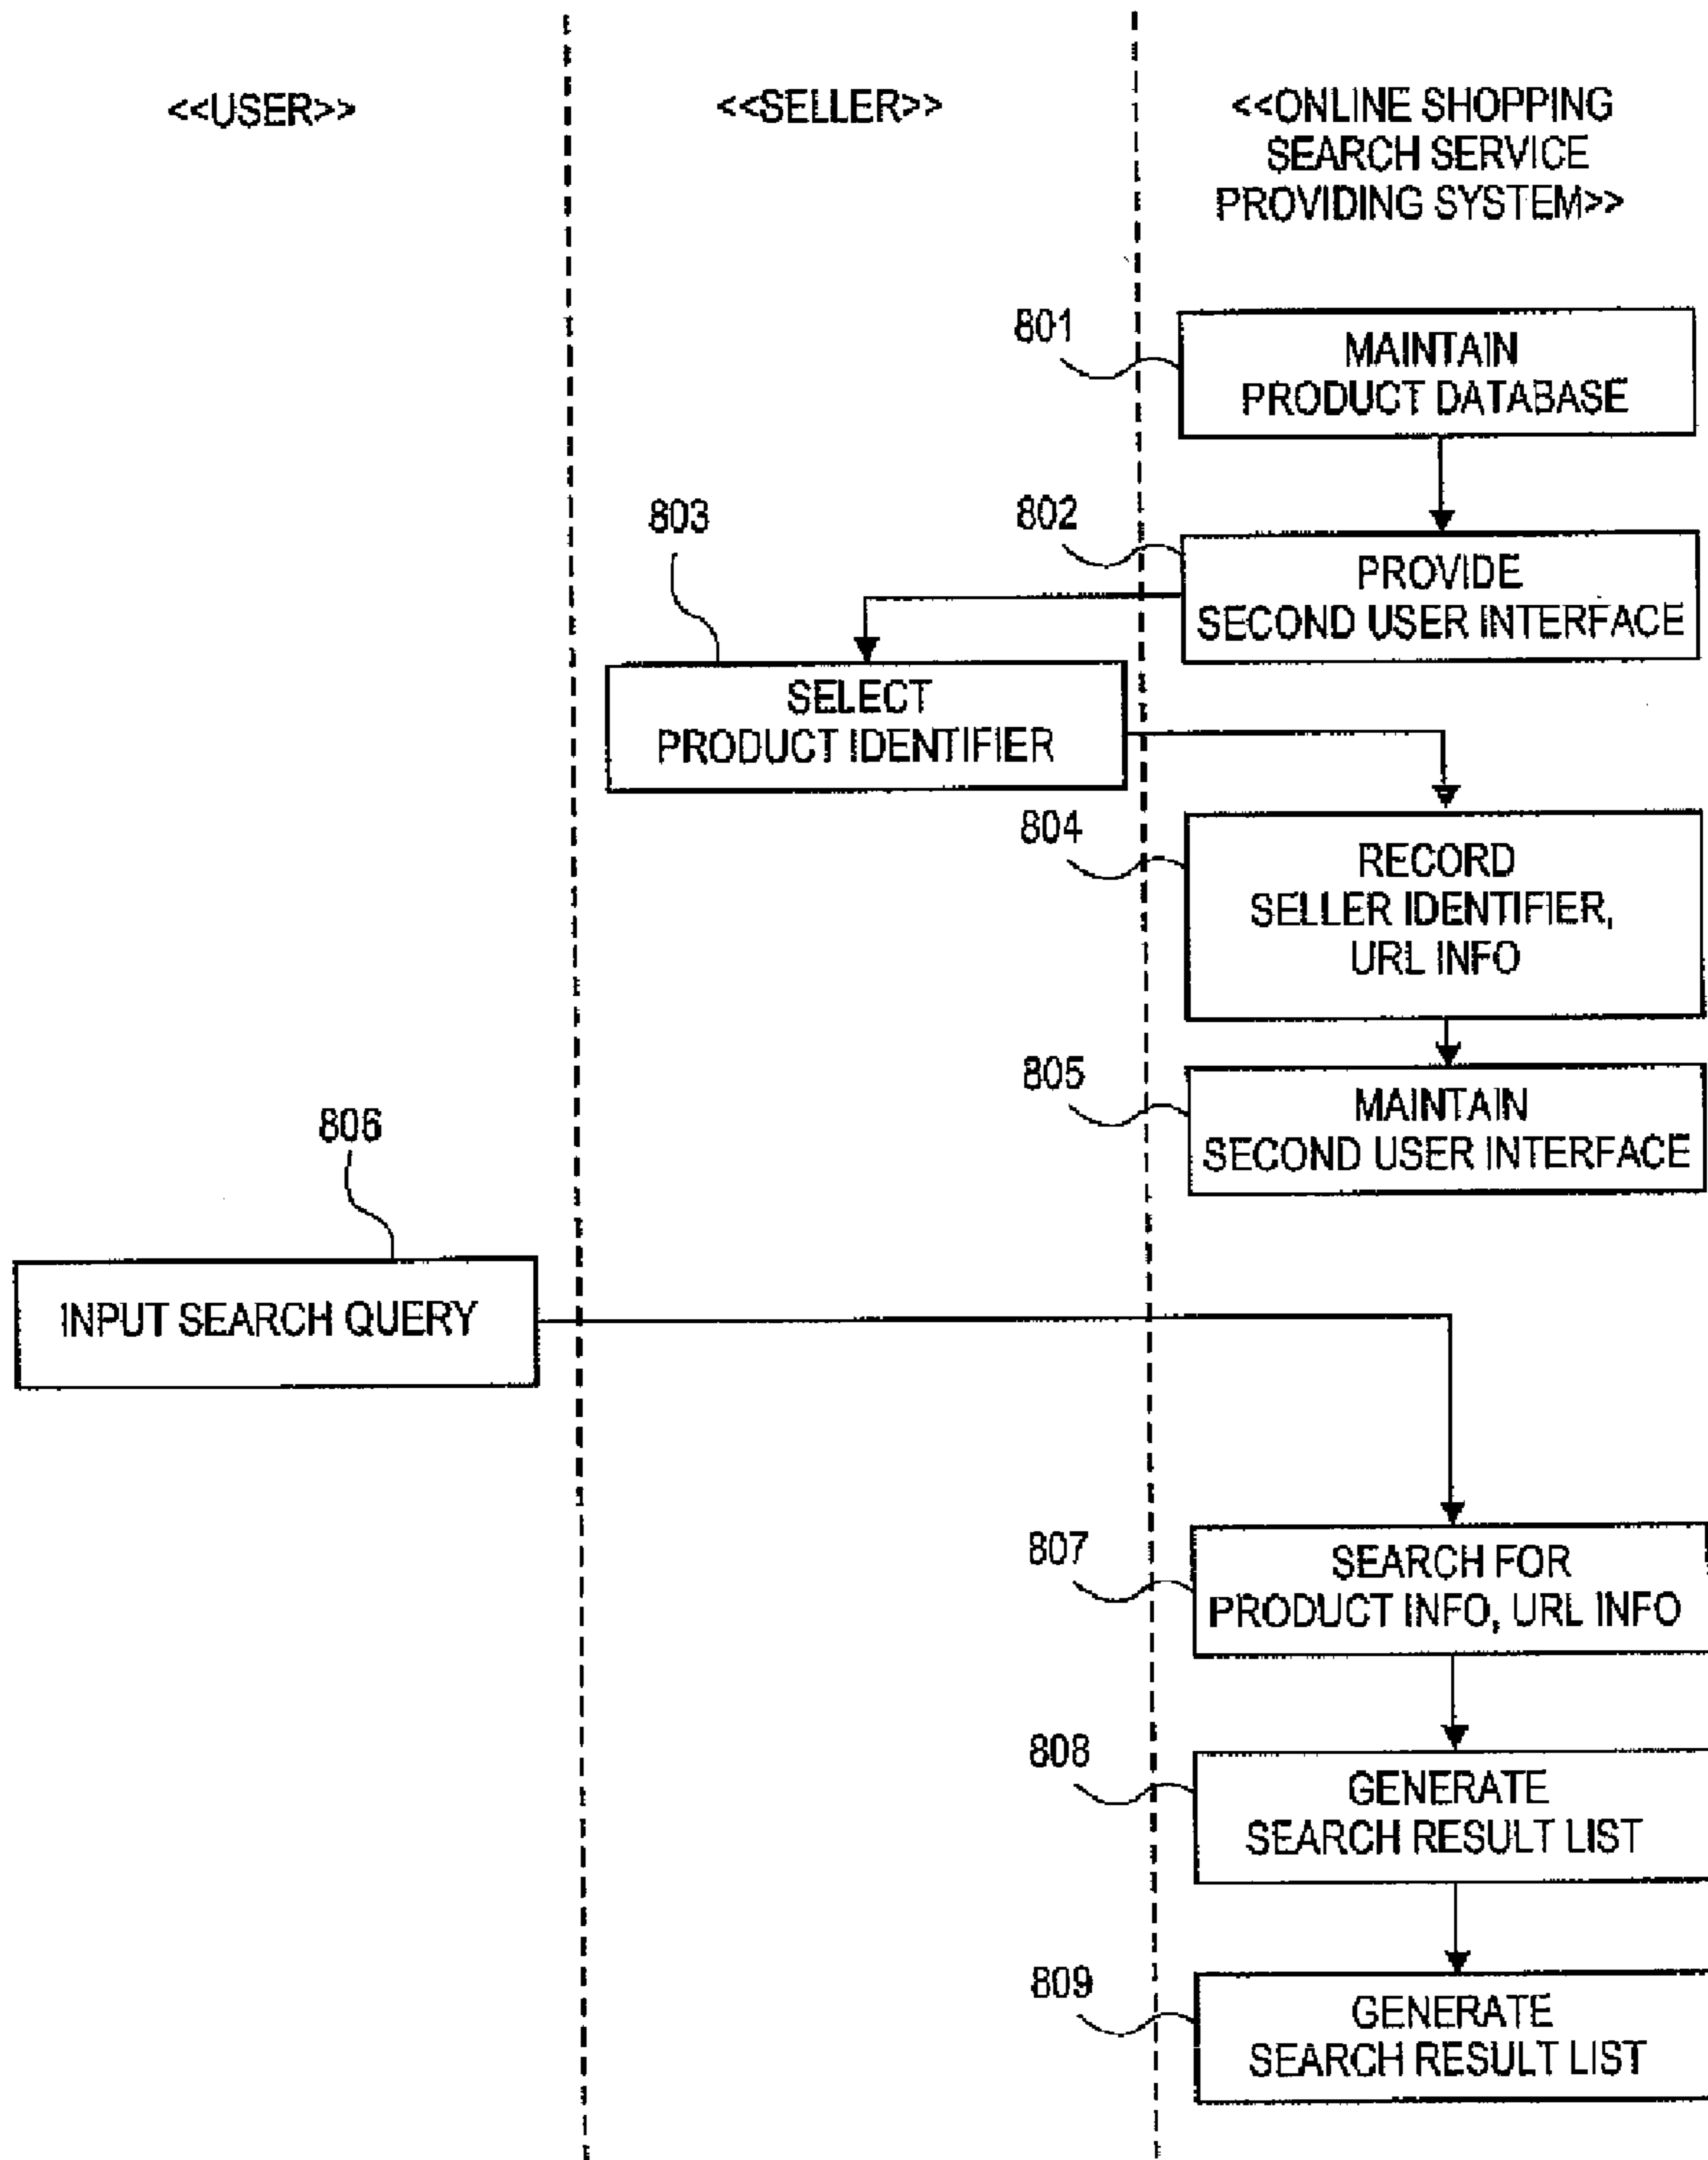 <<USER>>
<<SELLER>>
<<ONLINE SHOPPING
SEARCH SERVICE
PROVIDING SYSTEM>>
801
MAINTAIN
PRODUCT DATABASE
802
PROVIDE
SECOND USER INTERFACE
803
SELECT
PRODUCT IDENTIFIER
804
RECORD
SELLER IDENTIFIER,
URL INFO
805
MAINTAIN
SECOND USER INTERFACE
806
INPUT SEARCH QUERY
807
SEARCH FOR
PRODUCT INFO, URL INFO
808
GENERATE
SEARCH RESULT LIST
809
GENERATE
SEARCH RESULT LIST